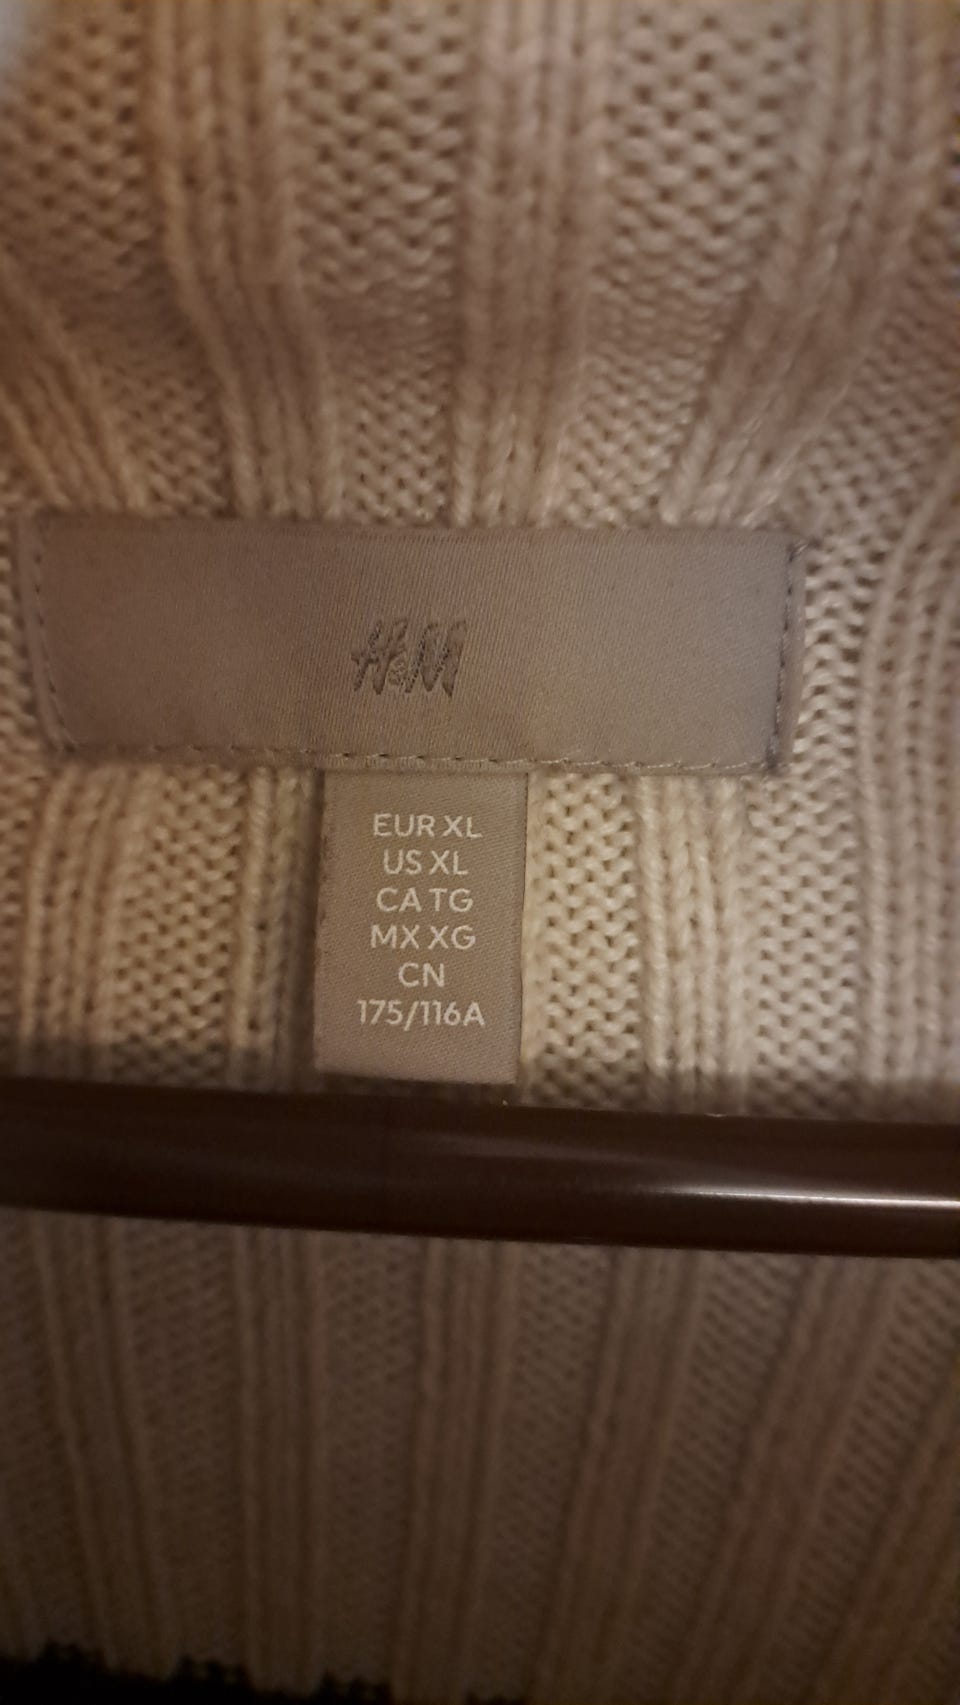 H&M
EUR XL
US XL
CA TG
MX XG
CN
175/116A